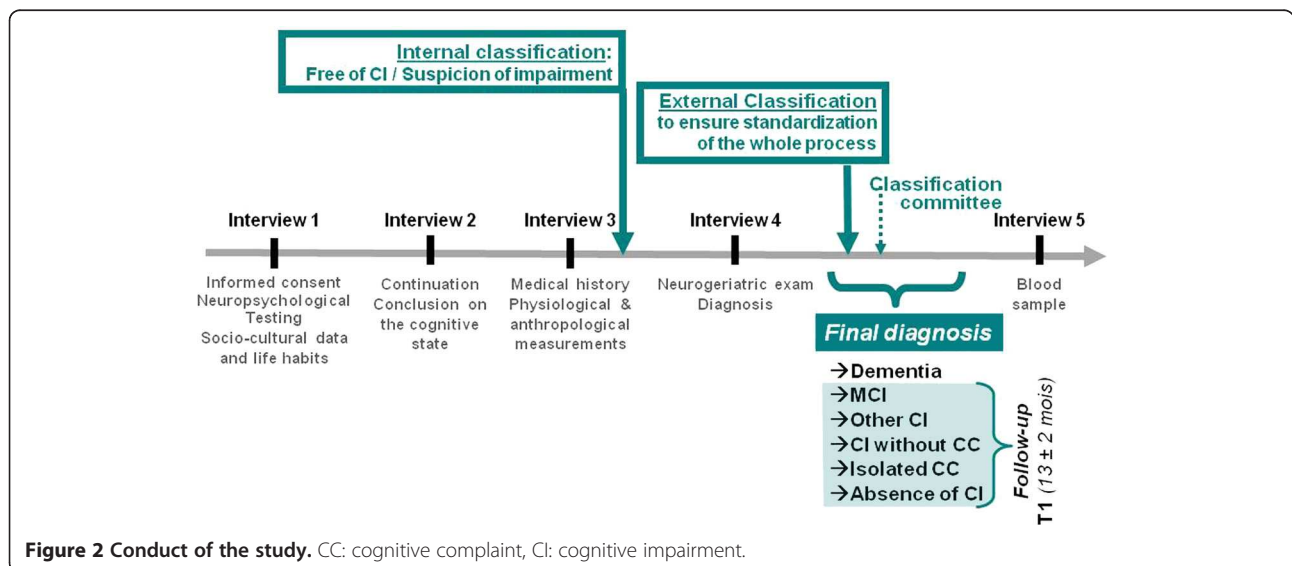 Internal classification:
Free of CI / Suspicion of impairment
External Classification
to ensure standardization
of the whole process
Classification
committee
Interview 1
Interview 2
Interview 3
Interview 4
Interview 5
Informed consent
Neuropsychological
Testing
Socio-cultural data
and life habits
Continuation
Conclusion on
the cognitive
state
Medical history
Physiological &
anthropological
measurements
Neurogeriatric exam
Diagnosis
Blood
sample
Final diagnosis
→Dementia
→MCI
→Other CI
→CI without CC
→Isolated CC
→Absence of CI
Follow-up
T1 (13 ± 2 mois)
Figure 2 Conduct of the study. CC: cognitive complaint, CI: cognitive impairment.